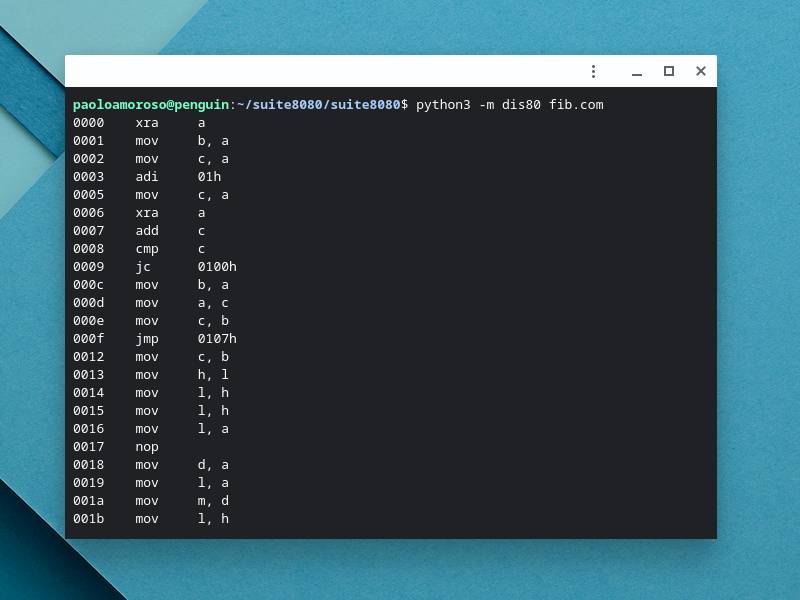 paoloamoroso@penguin:~/suite8080/suite8080$ python3 -m dis80 fib.com
0000    xra     a
0001    mov     b, a
0002    mov     c, a
0003    adi     01h
0005    mov     c, a
0006    xra     a
0007    add     c
0008    cmp     c
0009    jc      0100h
000c    mov     b, a
000d    mov     a, c
000e    mov     c, b
000f    jmp     0107h
0012    mov     c, b
0013    mov     h, l
0014    mov     l, h
0015    mov     l, h
0016    mov     l, a
0017    nop
0018    mov     d, a
0019    mov     l, a
001a    mov     m, d
001b    mov     l, h